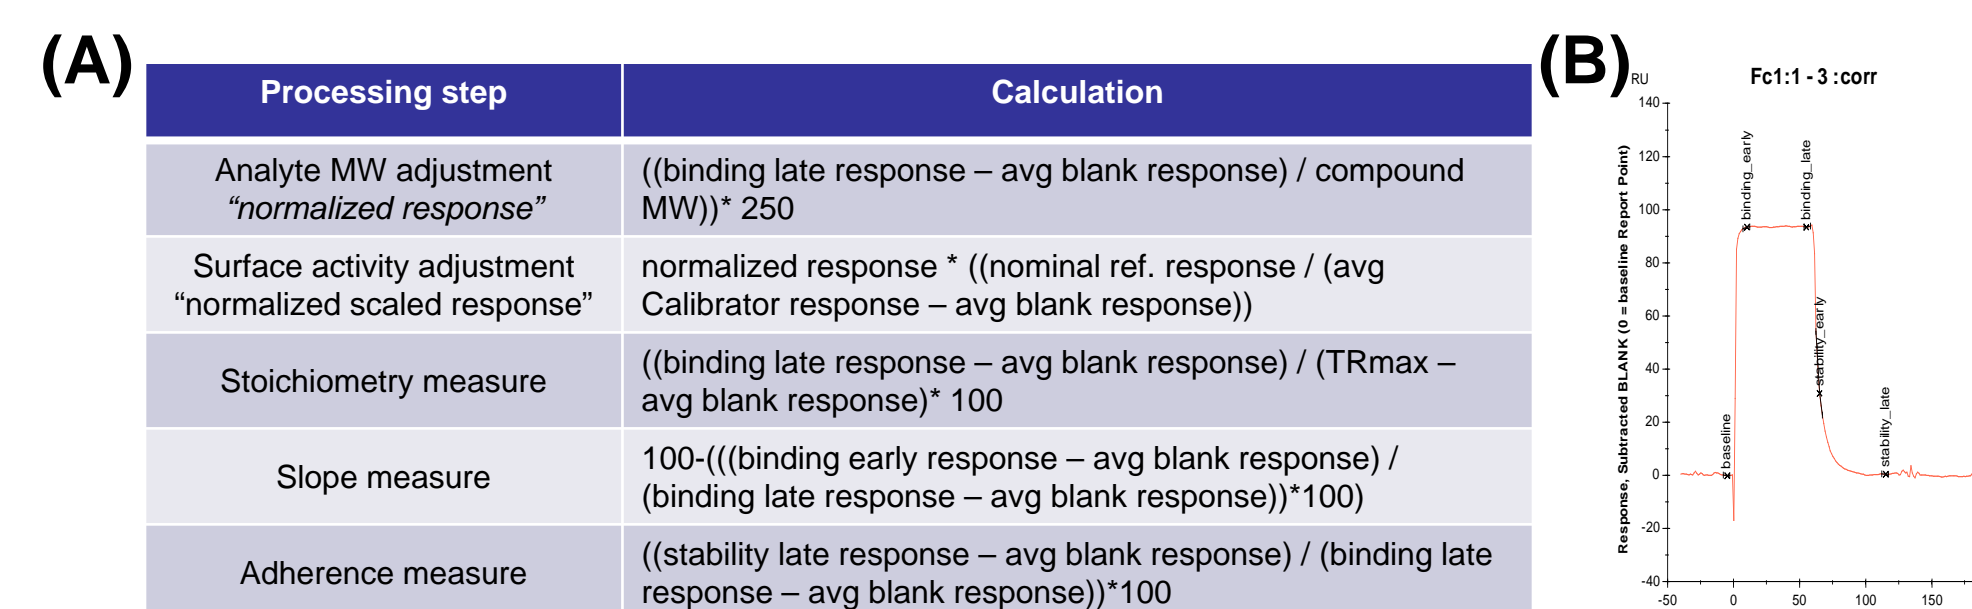 (A)
Processing step
Calculation
Analyte MW adjustment
“normalized response”
((binding late response – avg blank response) / compound
MW))* 250
Surface activity adjustment
“normalized scaled response”
normalized response * ((nominal ref. response / (avg
Calibrator response – avg blank response))
Stoichiometry measure
((binding late response – avg blank response) / (TRmax –
avg blank response)* 100
Slope measure
100-(((binding early response – avg blank response) /
(binding late response – avg blank response))*100)
Adherence measure
((stability late response – avg blank response) / (binding late
response – avg blank response))*100
(B)
RU
Fc1:1 - 3 :corr
Response, Subtracted BLANK (0 = baseline Report Point)
140
120
100
80
60
40
20
0
-20
-40
-50
0
50
100
150
baseline
binding_early
binding_late
stability_early
stability_late